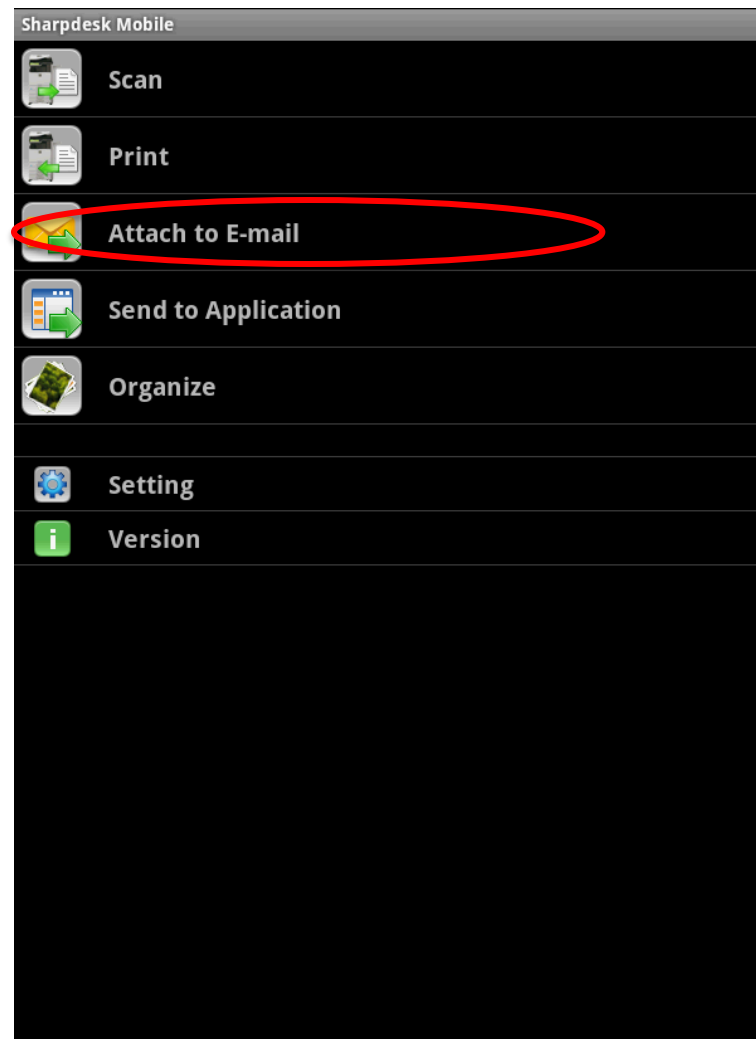 Sharpdesk Mobile
Scan
Print
Attach to E-mail
Send to Application
Organize
Setting
i
Version